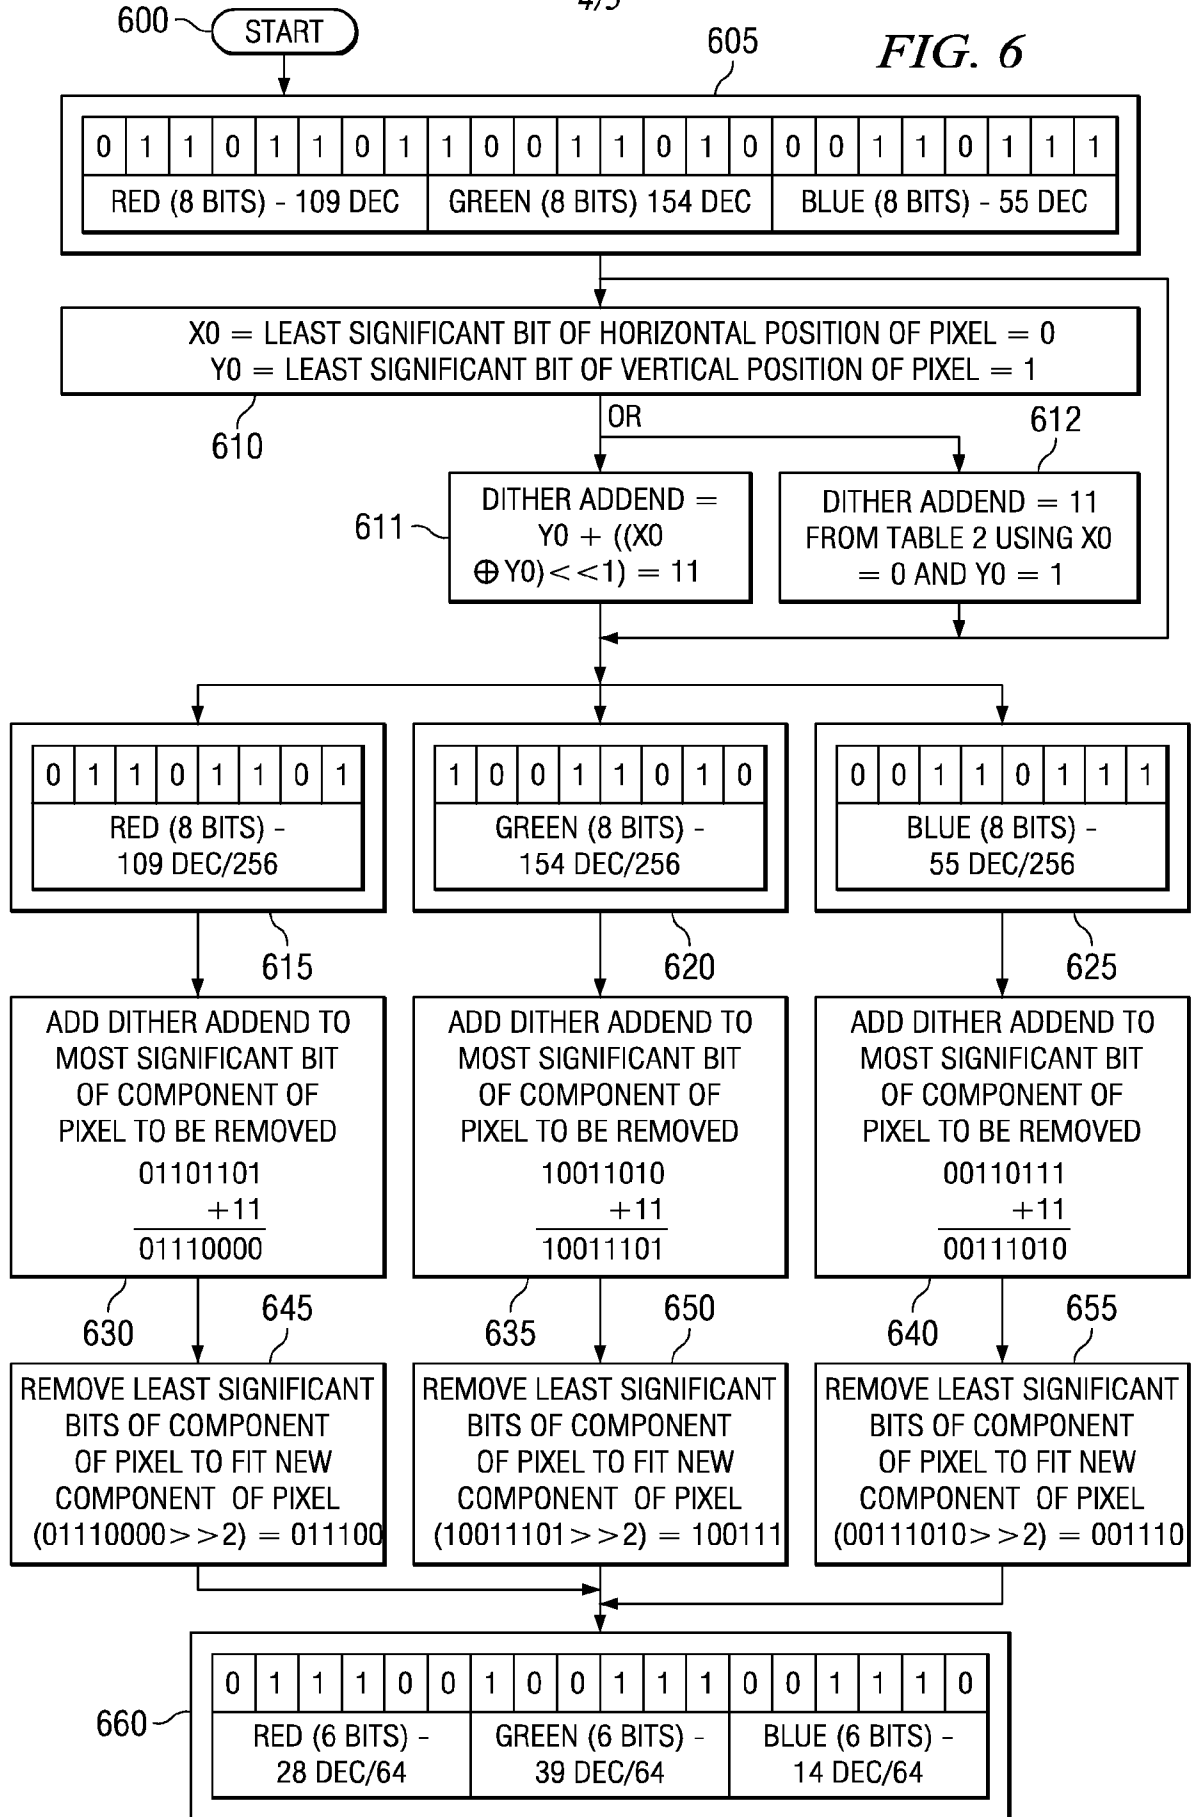 4/5
600
START
605
FIG. 6
0 1 1 0 1 1 0 1 1 0 0 1 1 0 1 0 0 0 1 1 0 1 1 1
RED (8 BITS) - 109 DEC
GREEN (8 BITS) 154 DEC
BLUE (8 BITS) - 55 DEC
X0 = LEAST SIGNIFICANT BIT OF HORIZONTAL POSITION OF PIXEL = 0
Y0 = LEAST SIGNIFICANT BIT OF VERTICAL POSITION OF PIXEL = 1
610
OR
612
611
DITHER ADDEND =
Y0 + ((X0
⊕ Y0)<<1) = 11
DITHER ADDEND = 11
FROM TABLE 2 USING X0
= 0 AND Y0 = 1
0 1 1 0 1 1 0 1
RED (8 BITS) -
109 DEC/256
1 0 0 1 1 0 1 0
GREEN (8 BITS) -
154 DEC/256
0 0 1 1 0 1 1 1
BLUE (8 BITS) -
55 DEC/256
615
620
625
ADD DITHER ADDEND TO
MOST SIGNIFICANT BIT
OF COMPONENT OF
PIXEL TO BE REMOVED
01101101
+11
01110000
ADD DITHER ADDEND TO
MOST SIGNIFICANT BIT
OF COMPONENT OF
PIXEL TO BE REMOVED
10011010
+11
10011101
ADD DITHER ADDEND TO
MOST SIGNIFICANT BIT
OF COMPONENT OF
PIXEL TO BE REMOVED
00110111
+11
00111010
630
645
635
650
640
655
REMOVE LEAST SIGNIFICANT
BITS OF COMPONENT
OF PIXEL TO FIT NEW
COMPONENT OF PIXEL
(01110000>>2) = 011100
REMOVE LEAST SIGNIFICANT
BITS OF COMPONENT
OF PIXEL TO FIT NEW
COMPONENT OF PIXEL
(10011101>>2) = 100111
REMOVE LEAST SIGNIFICANT
BITS OF COMPONENT
OF PIXEL TO FIT NEW
COMPONENT OF PIXEL
(00111010>>2) = 001110
660
0 1 1 1 0 0 1 0 0 1 1 1 0 0 1 1 1 0
RED (6 BITS) -
28 DEC/64
GREEN (6 BITS) -
39 DEC/64
BLUE (6 BITS) -
14 DEC/64